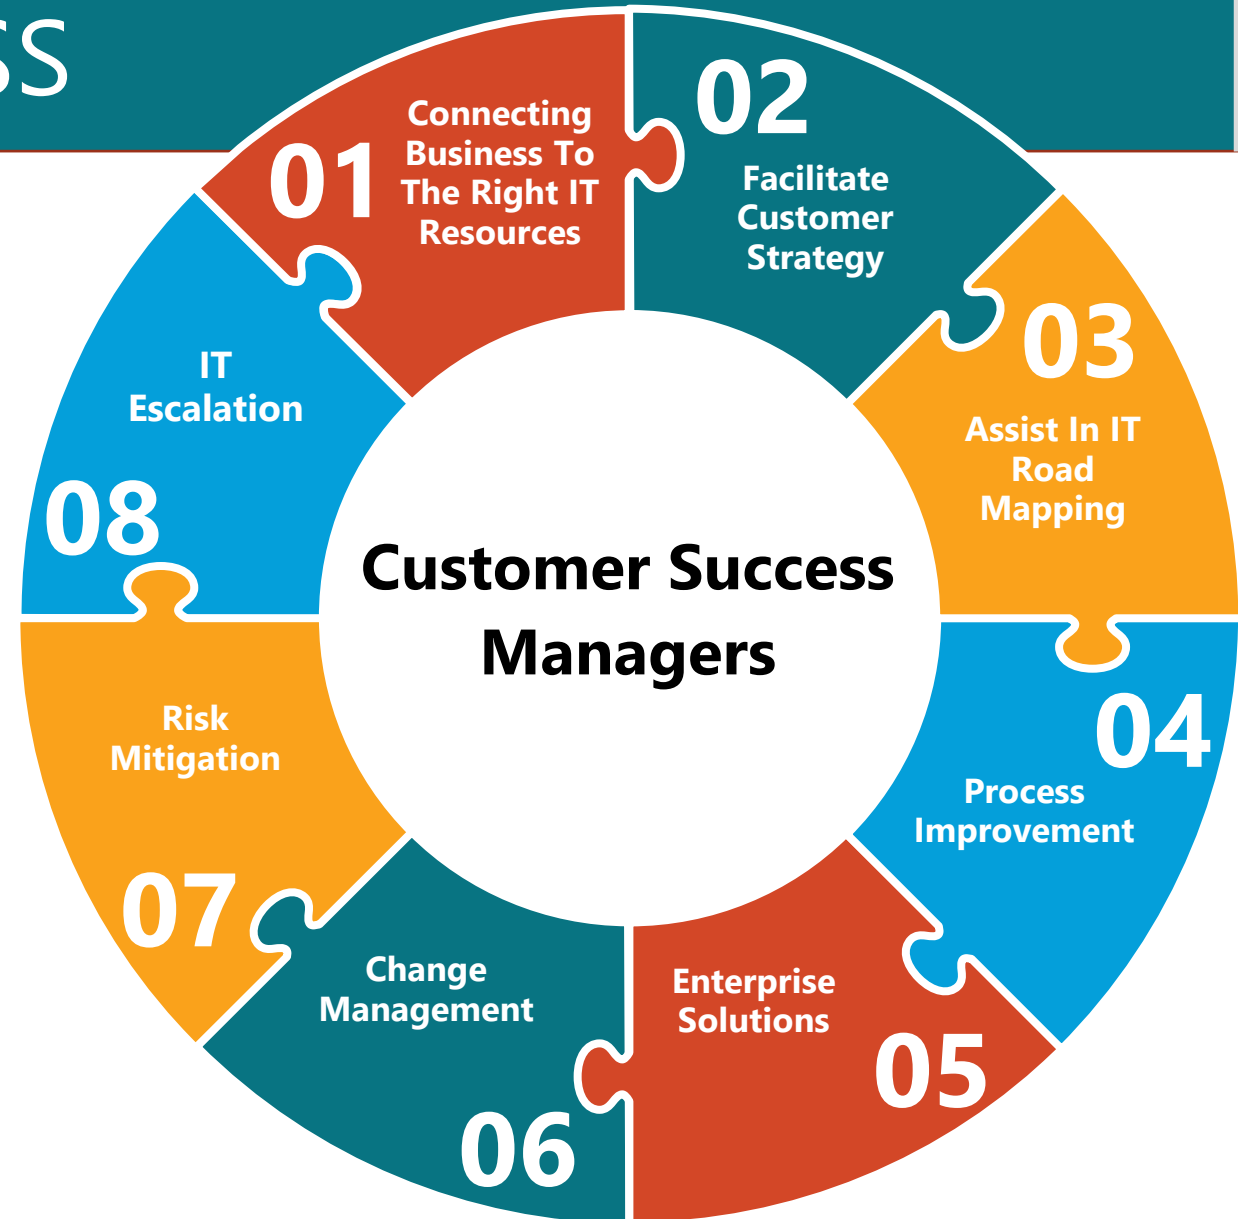 ss
01
Connecting
Business To
The Right IT
Resources
02
Facilitate
Customer
Strategy
03
Assist In IT
Road
Mapping
04
Process
Improvement
05
Enterprise
Solutions
06
Change
Management
07
Risk
Mitigation
08
IT
Escalation
Customer Success
Managers